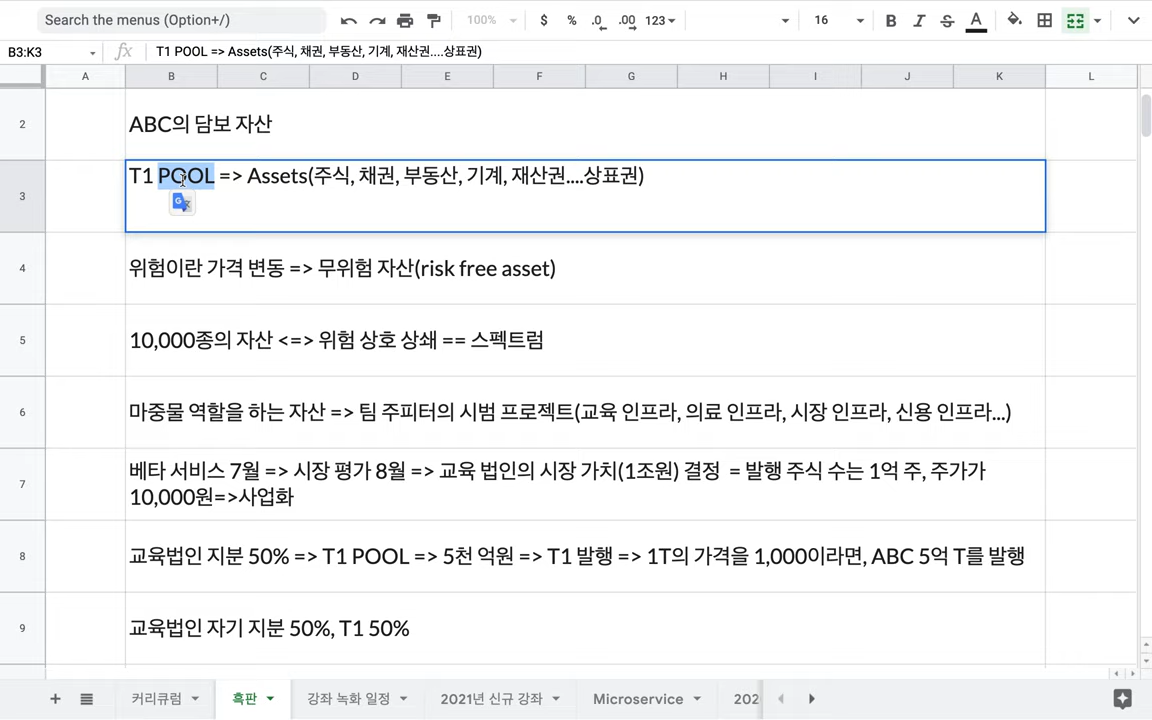 Search the menus (Option+/)
100%
$ % .0 .00 123
16
B I S A
B3:K3
fx T1 POOL => Assets(주식, 채권, 부동산, 기계, 재산권....상표권)
A B C D E F G H I J K L
2 ABC의 담보 자산
3 T1 POOL => Assets(주식, 채권, 부동산, 기계, 재산권....상표권)
4 위험이란 가격 변동 => 무위험 자산(risk free asset)
5 10,000종의 자산 <=> 위험 상호 상쇄 == 스펙트럼
6 마중물 역할을 하는 자산 => 팀 주피터의 시범 프로젝트(교육 인프라, 의료 인프라, 시장 인프라, 신용 인프라...)
7 베타 서비스 7월 => 시장 평가 8월 => 교육 법인의 시장 가치(1조원) 결정 = 발행 주식 수는 1억 주, 주가가
10,000원=>사업화
8 교육법인 지분 50% => T1 POOL => 5천 억원 => T1 발행 => 1T의 가격을 1,000이라면, ABC 5억 T를 발행
9 교육법인 자기 지분 50%, T1 50%
커리큐럼 흑판 강좌 녹화 일정 2021년 신규 강좌 Microservice 202